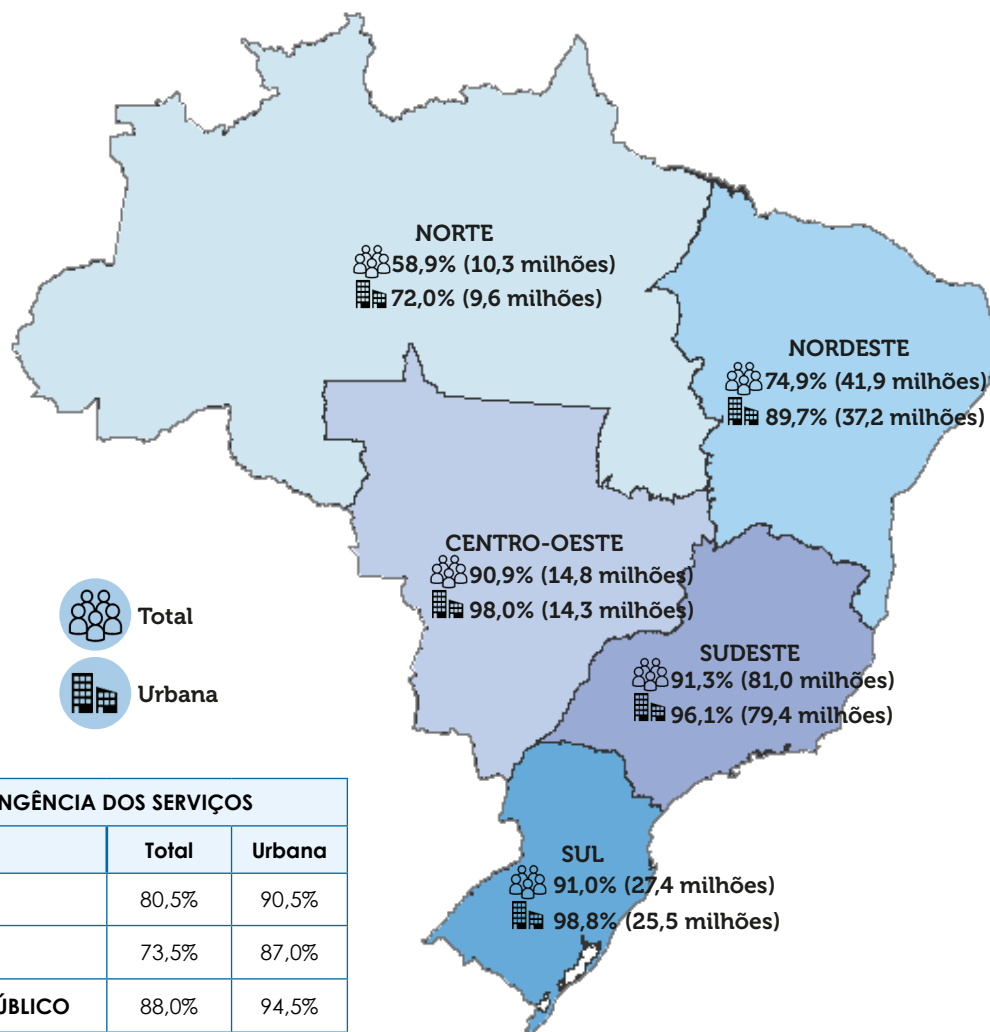 NORTE
58,9% (10,3 milhões)
72,0% (9,6 milhões)
NORDESTE
74,9% (41,9 milhões)
89,7% (37,2 milhões)
CENTRO-OESTE
90,9% (14,8 milhões)
98,0% (14,3 milhões)
Total
Urbana
SUDESTE
91,3% (81,0 milhões)
96,1% (79,4 milhões)
SUL
91,0% (27,4 milhões)
98,8% (25,5 milhões)
NGÊNCIA DOS SERVIÇOS
Total Urbana
80,5% 90,5%
73,5% 87,0%
ÚBLICO 88,0% 94,5%